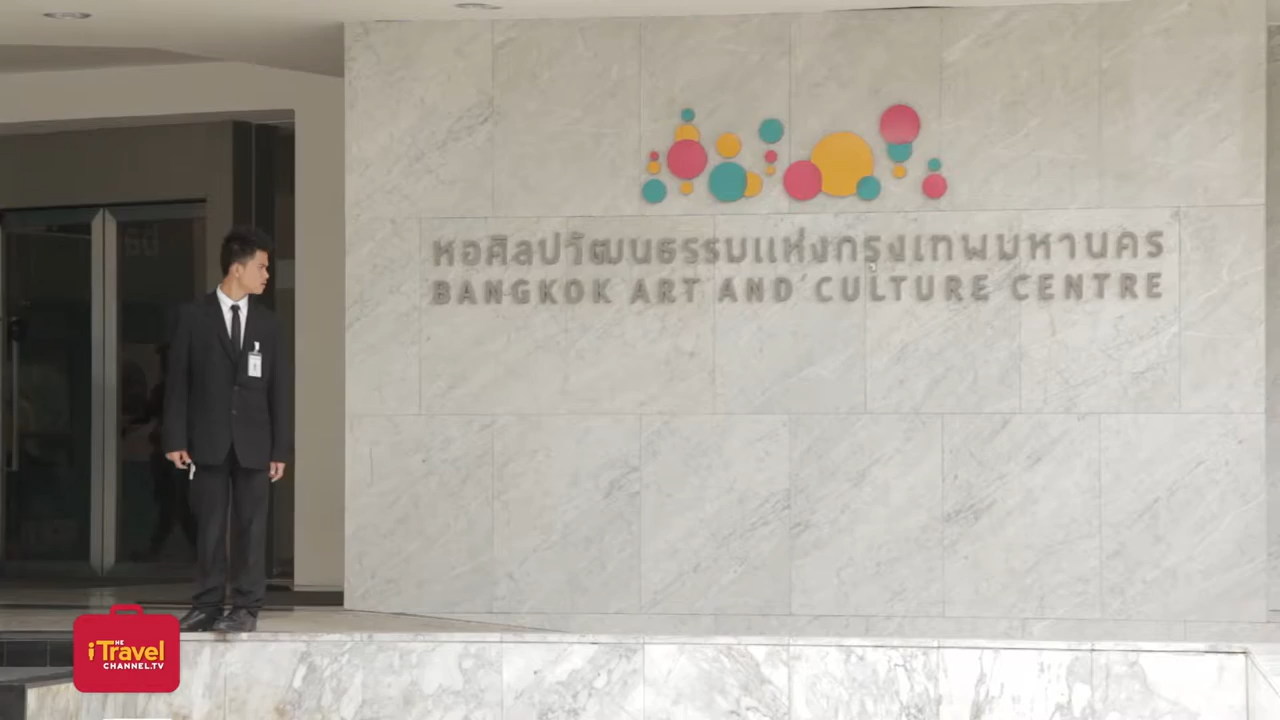 หอศิลปวัฒนธรรมแห่งกรุงเทพมหานคร
BANGKOK ART AND CULTURE CENTRE
THE
iTravel
CHANNEL.TV